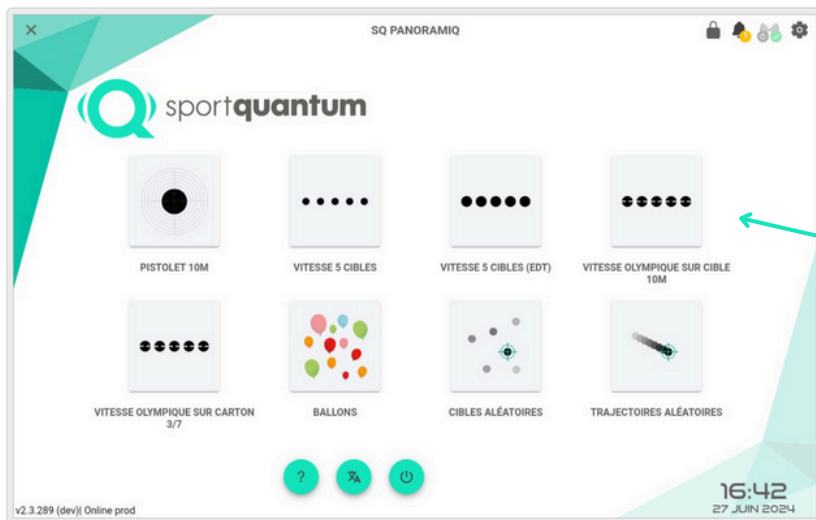 SQ PANORAMIQ
sportquantum
PISTOLET 10M
VITESSE 5 CIBLES
VITESSE 5 CIBLES (EDT)
VITESSE OLYMPIQUE SUR CIBLE
10M
VITESSE OLYMPIQUE SUR CARTON
3/7
BALLONS
CIBLES ALÉATOIRES
TRAJECTOIRES ALÉATOIRES
?
16:42
27 JUIN 2024
v2.3.289 (dev)| Online prod